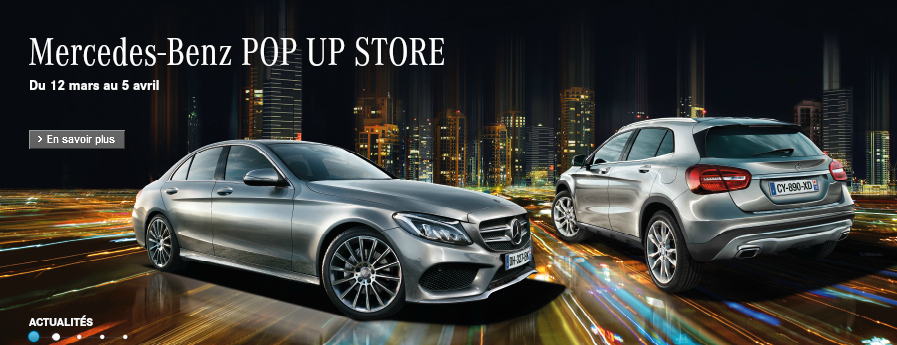 Mercedes-Benz POP UP STORE
Du 12 mars au 5 avril
> En savoir plus
CY-890-XD
ACTUALITÉS